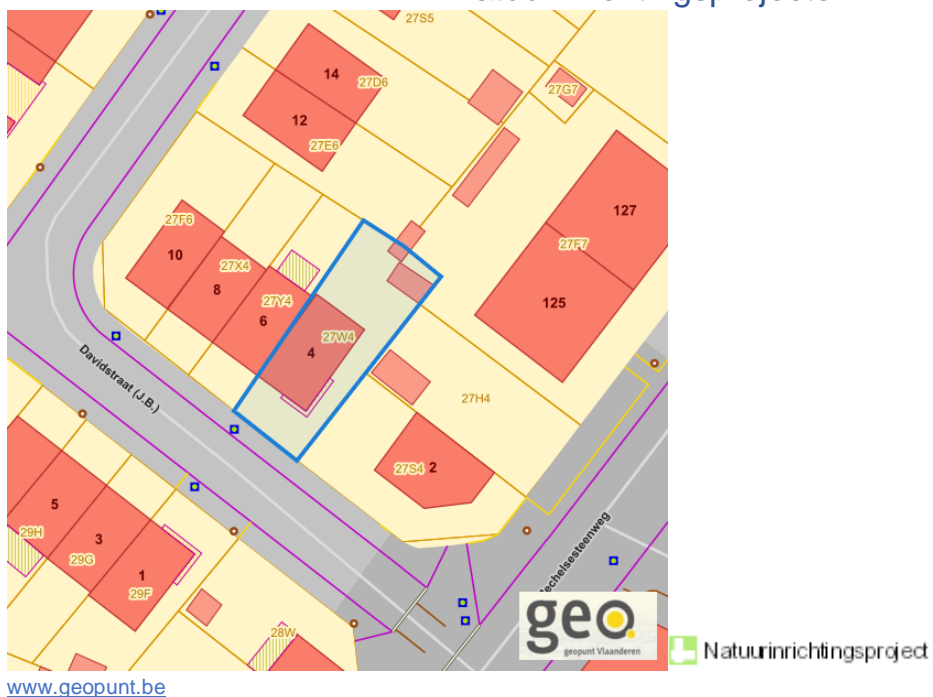 27S5
14
27D6
27G7
12
27E6
127
27F6
27F7
10
27X4
8
27Y4
125
6
27W4
4
Davidstraat (J.B.)
27H4
27S4 2
5
3
29H
29G
1
29F
28W
geo
geopunt Vlaanderen
Natuurinrichtingsproject
www.geopunt.be